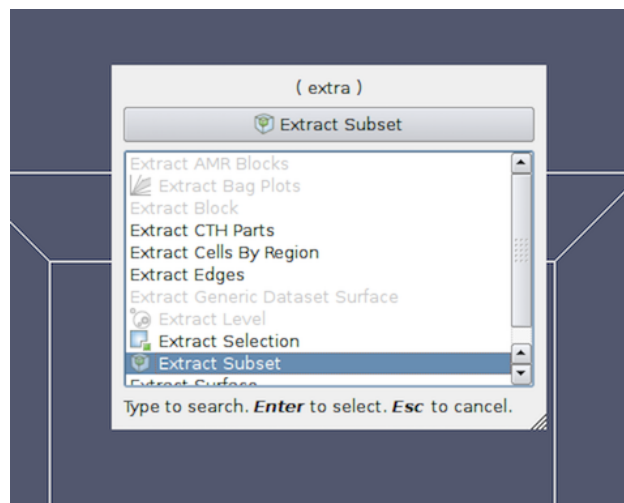 ( extra )
Extract Subset
Extract AMR Blocks
Extract Bag Plots
Extract Block
Extract CTH Parts
Extract Cells By Region
Extract Edges
Extract Generic Dataset Surface
Extract Level
Extract Selection
Extract Subset
Extract Surface
Type to search. Enter to select. Esc to cancel.